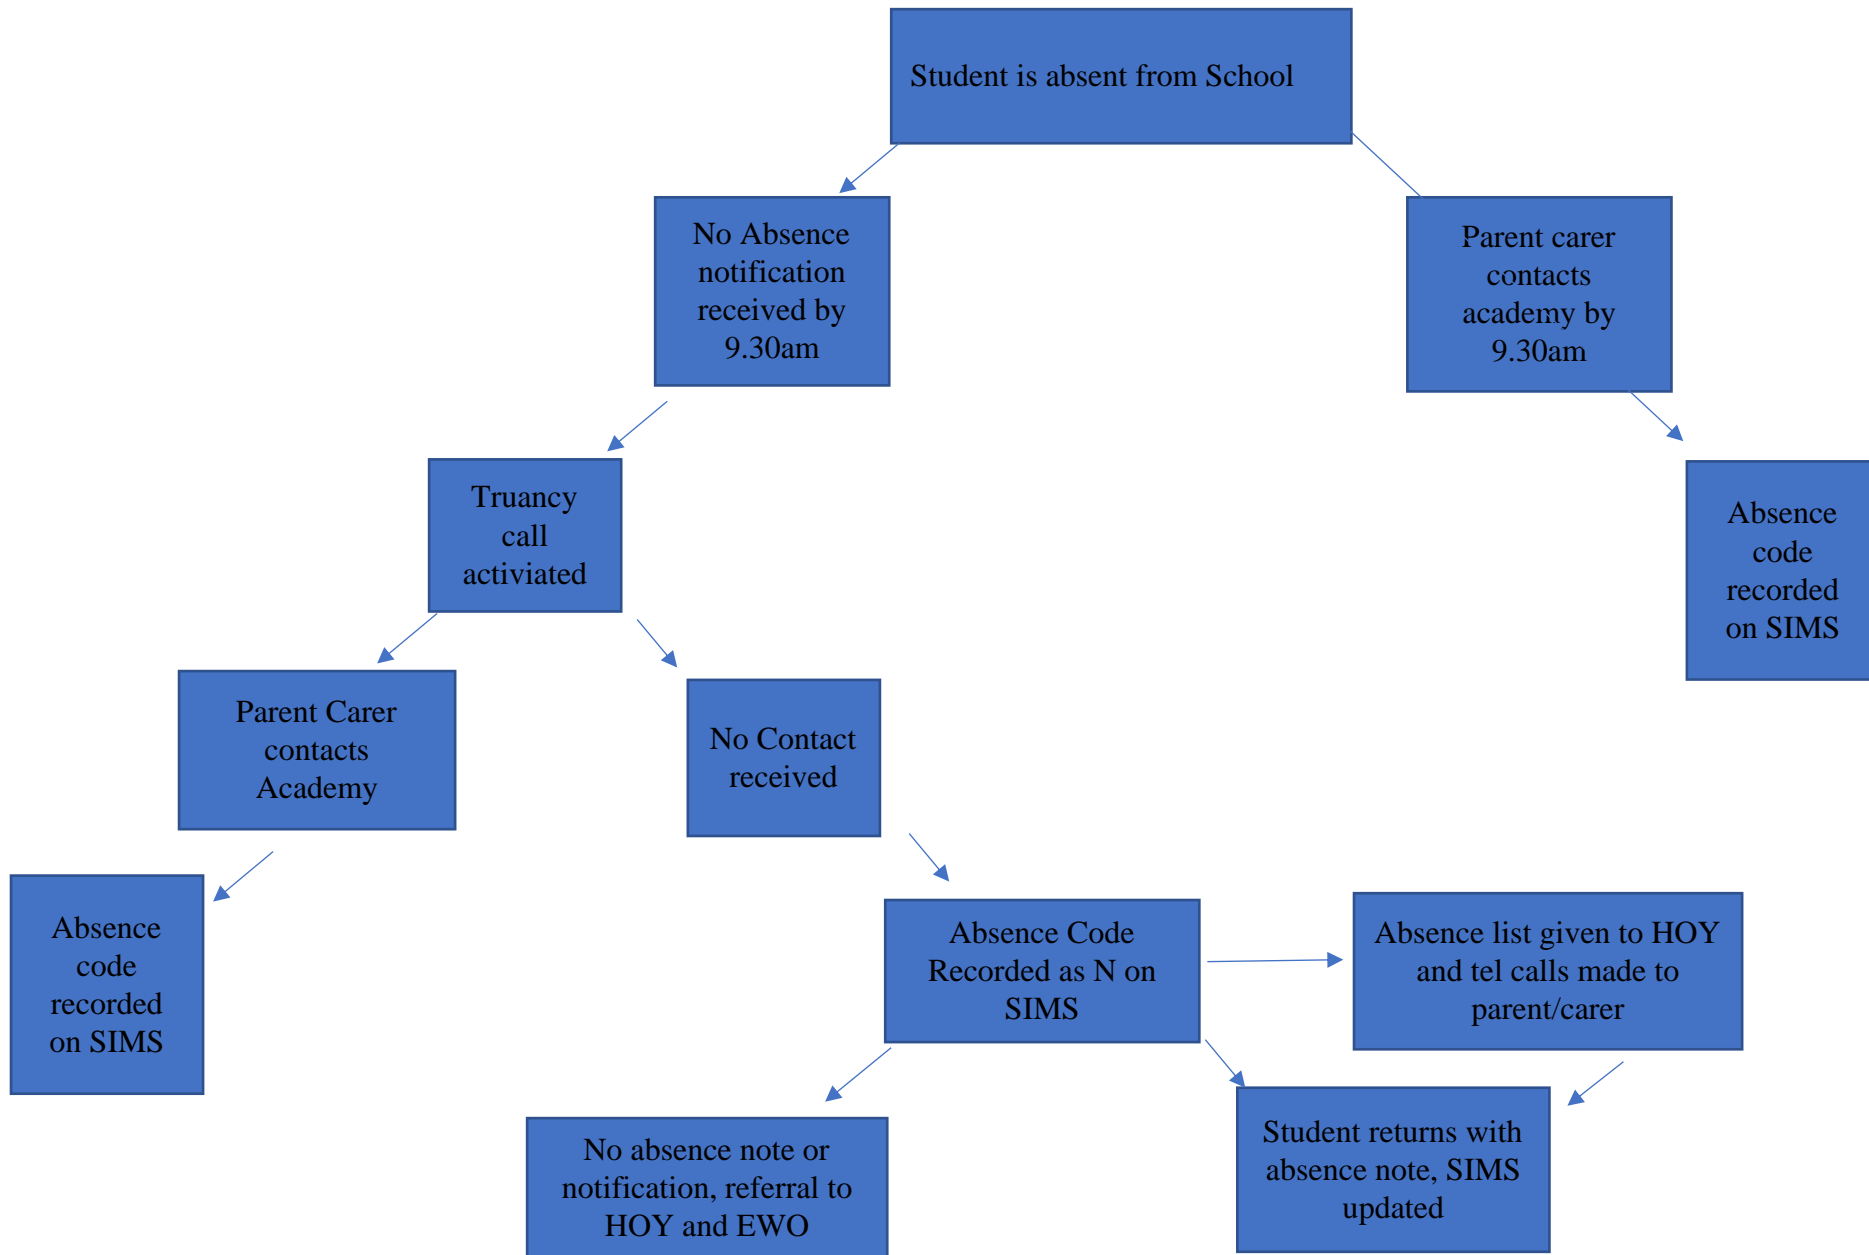 Student is absent from School
No Absence
notification
received by
9.30am
Parent carer
contacts
academy by
9.30am
Truancy
call
activiated
Absence
code
recorded
on SIMS
Parent Carer
contacts
Academy
No Contact
received
Absence
code
recorded
on SIMS
Absence Code
Recorded as N on
SIMS
Absence list given to HOY
and tel calls made to
parent/carer
No absence note or
notification, referral to
HOY and EWO
Student returns with
absence note, SIMS
updated